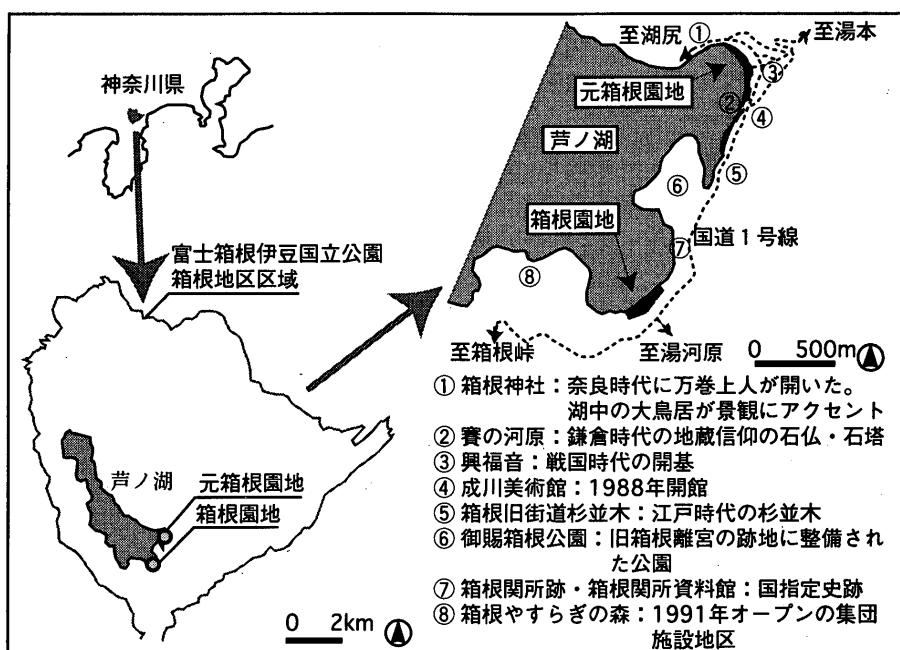 神奈川県
富士箱根伊豆国立公園
箱根地区区域
芦ノ湖
元箱根園地
箱根園地
0 2km
至湖尻
①
至湯本
③
元箱根園地
②
④
芦ノ湖
⑤
⑥
箱根園地
⑦
国道1号線
⑧
至箱根峠
至湯河原
0 500m
① 箱根神社：奈良時代に万巻上人が開いた。
湖中の大鳥居が景観にアクセント
② 賽の河原：鎌倉時代の地蔵信仰の石仏・石塔
③ 興福音：戦国時代の開基
④ 成川美術館：1988年開館
⑤ 箱根旧街道杉並木：江戸時代の杉並木
⑥ 御賜箱根公園：旧箱根離宮の跡地に整備され
た公園
⑦ 箱根関所跡・箱根関所資料館：国指定史跡
⑧ 箱根やすらぎの森：1991年オープンの集団
施設地区